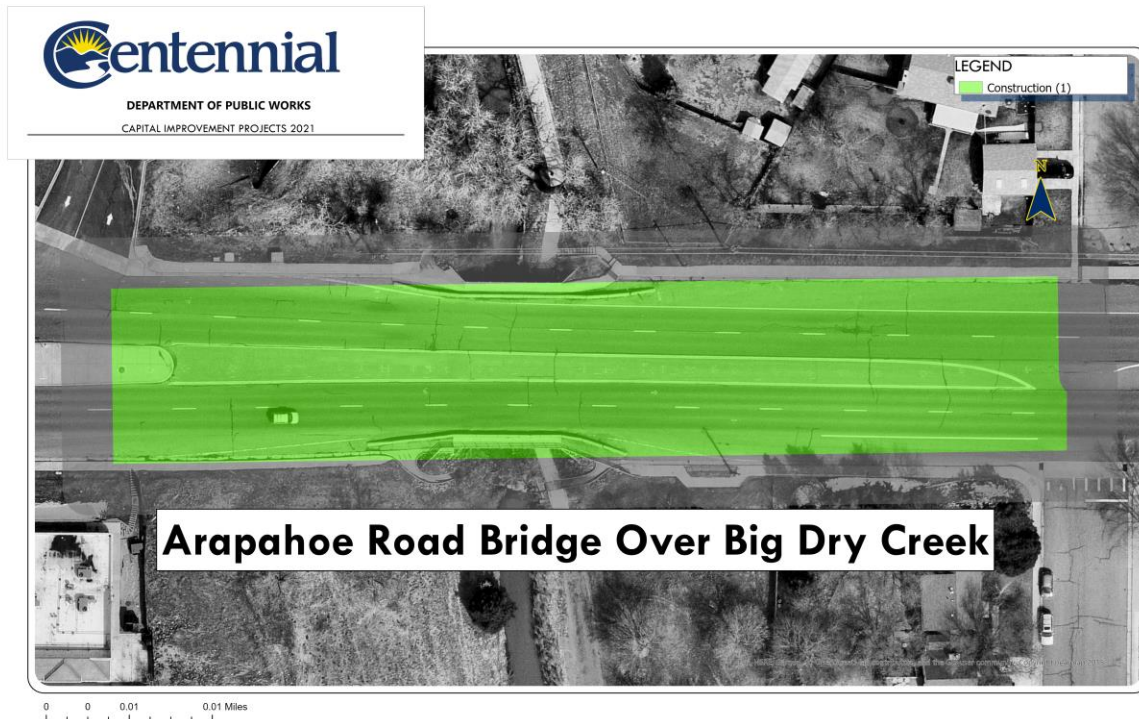 Centennial
DEPARTMENT OF PUBLIC WORKS
CAPITAL IMPROVEMENT PROJECTS 2021
LEGEND
Construction (1)
N
Arapahoe Road Bridge Over Big Dry Creek
0 0 0.01 0.01 Miles